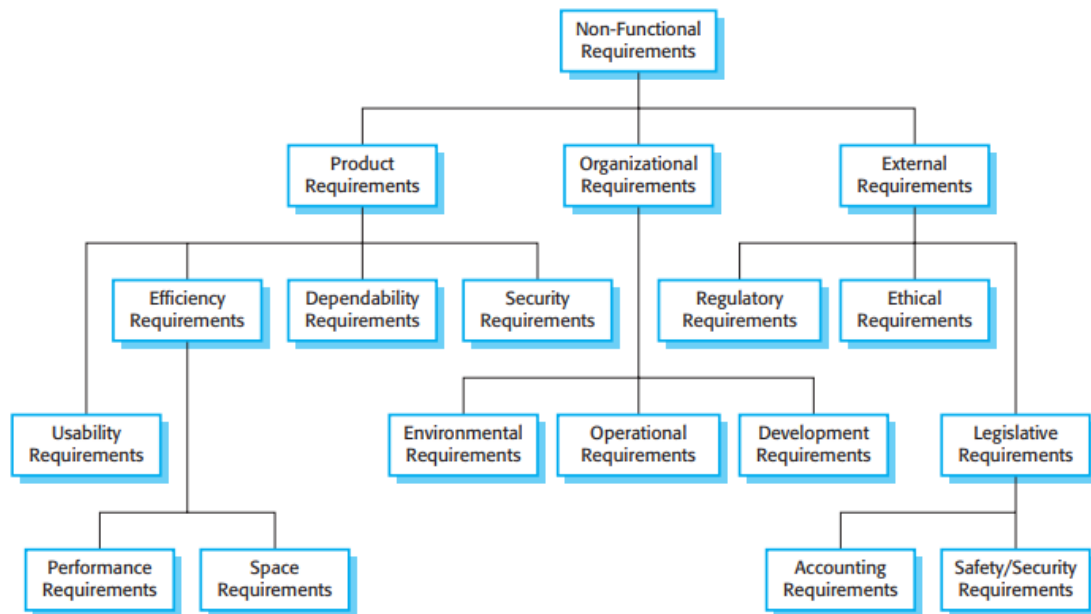 Non-Functional
Requirements
Product
Requirements
Organizational
Requirements
External
Requirements
Efficiency
Requirements
Dependability
Requirements
Security
Requirements
Regulatory
Requirements
Ethical
Requirements
Usability
Requirements
Environmental
Requirements
Operational
Requirements
Development
Requirements
Legislative
Requirements
Performance
Requirements
Space
Requirements
Accounting
Requirements
Safety/Security
Requirements